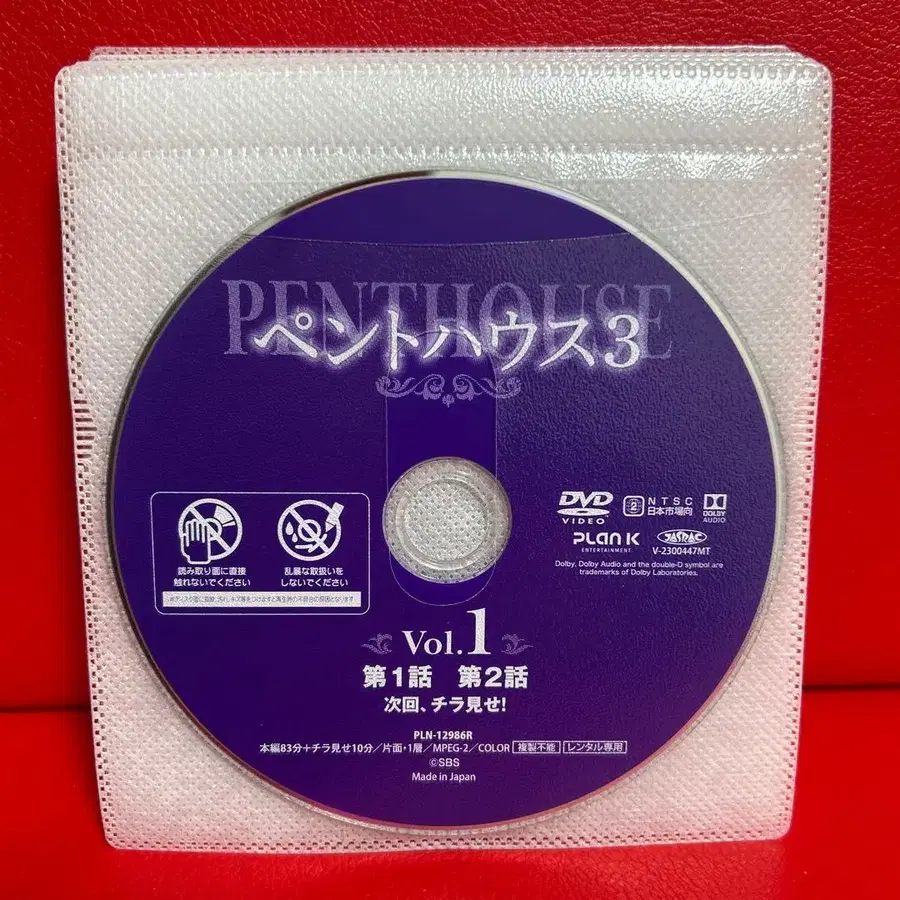 PENTHOUSE
ペントハウス3
読み取り面に直接
触れないでください
乱暴な取扱いを
しないでください
DVD
VIDEO
2
NTSC
日本市場向
DOLBY
AUDIO
PLAN K
ENTERTAINMENT
JASRAC
V-2300447MT
Dolby, Dolby Audio and the double-D symbol are
trademarks of Dolby Laboratories.
Vol.1
第1話 第2話
次回、チラ見せ!
PLN-12986R
本編83分+チラ見せ10分/片面・1層/MPEG-2/COLOR 複製不能 レンタル専用
©SBS
Made in Japan